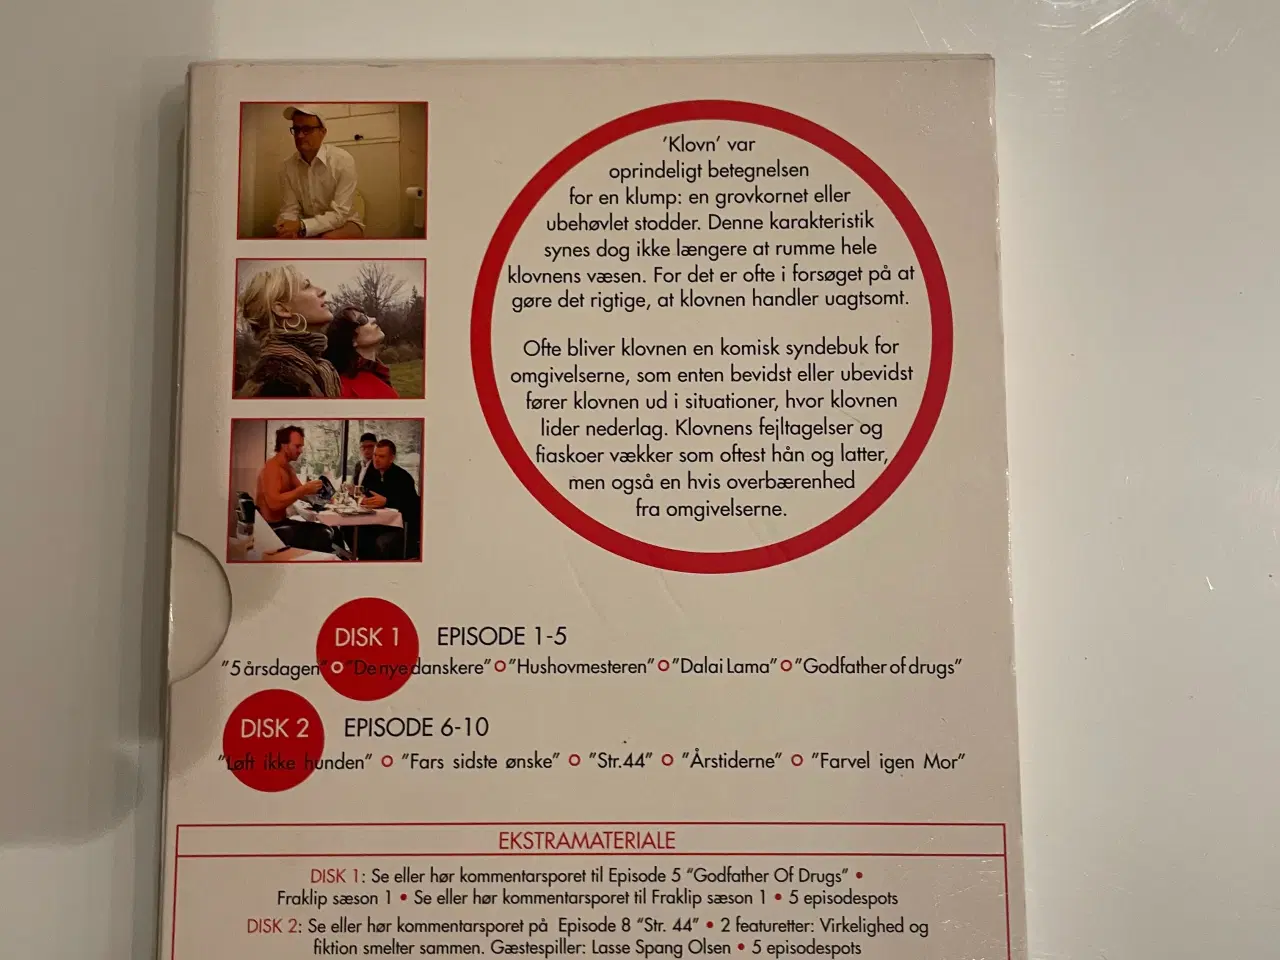 'Klovn' var
oprindeligt betegnelsen
for en klump: en grovkornet eller
ubehøvlet stodder. Denne karakteristik
synes dog ikke længere at rumme hele
klovnens væsen. For det er ofte i forsøget på at
gøre det rigtige, at klovnen handler uagtsomt.
Ofte bliver klovnen en komisk syndebuk for
omgivelserne, som enten bevidst eller ubevidst
fører klovnen ud i situationer, hvor klovnen
lider nederlag. Klovnens fejltagelser og
fiaskoer vækker som oftest hån og latter,
men også en hvis overbærenhed
fra omgivelserne.
DISK 1 EPISODE 1-5
"5 årsdagen" o "De nye danskere" o "Hushovmesteren" o "Dalai Lama" o "Godfather of drugs"
DISK 2 EPISODE 6-10
"Løft ikke hunden" o "Fars sidste ønske" o "Str.44" o "Årstiderne" o "Farvel igen Mor"
EKSTRAMATERIALE
DISK 1: Se eller hør kommentarsporet til Episode 5 "Godfather Of Drugs" •
Fraklip sæson 1 • Se eller hør kommentarsporet til Fraklip sæson 1 • 5 episodespots
DISK 2: Se eller hør kommentarsporet på Episode 8 "Str. 44" • 2 featuretter: Virkelighed og
fiktion smelter sammen. Gæstespiller: Lasse Spang Olsen • 5 episodespots